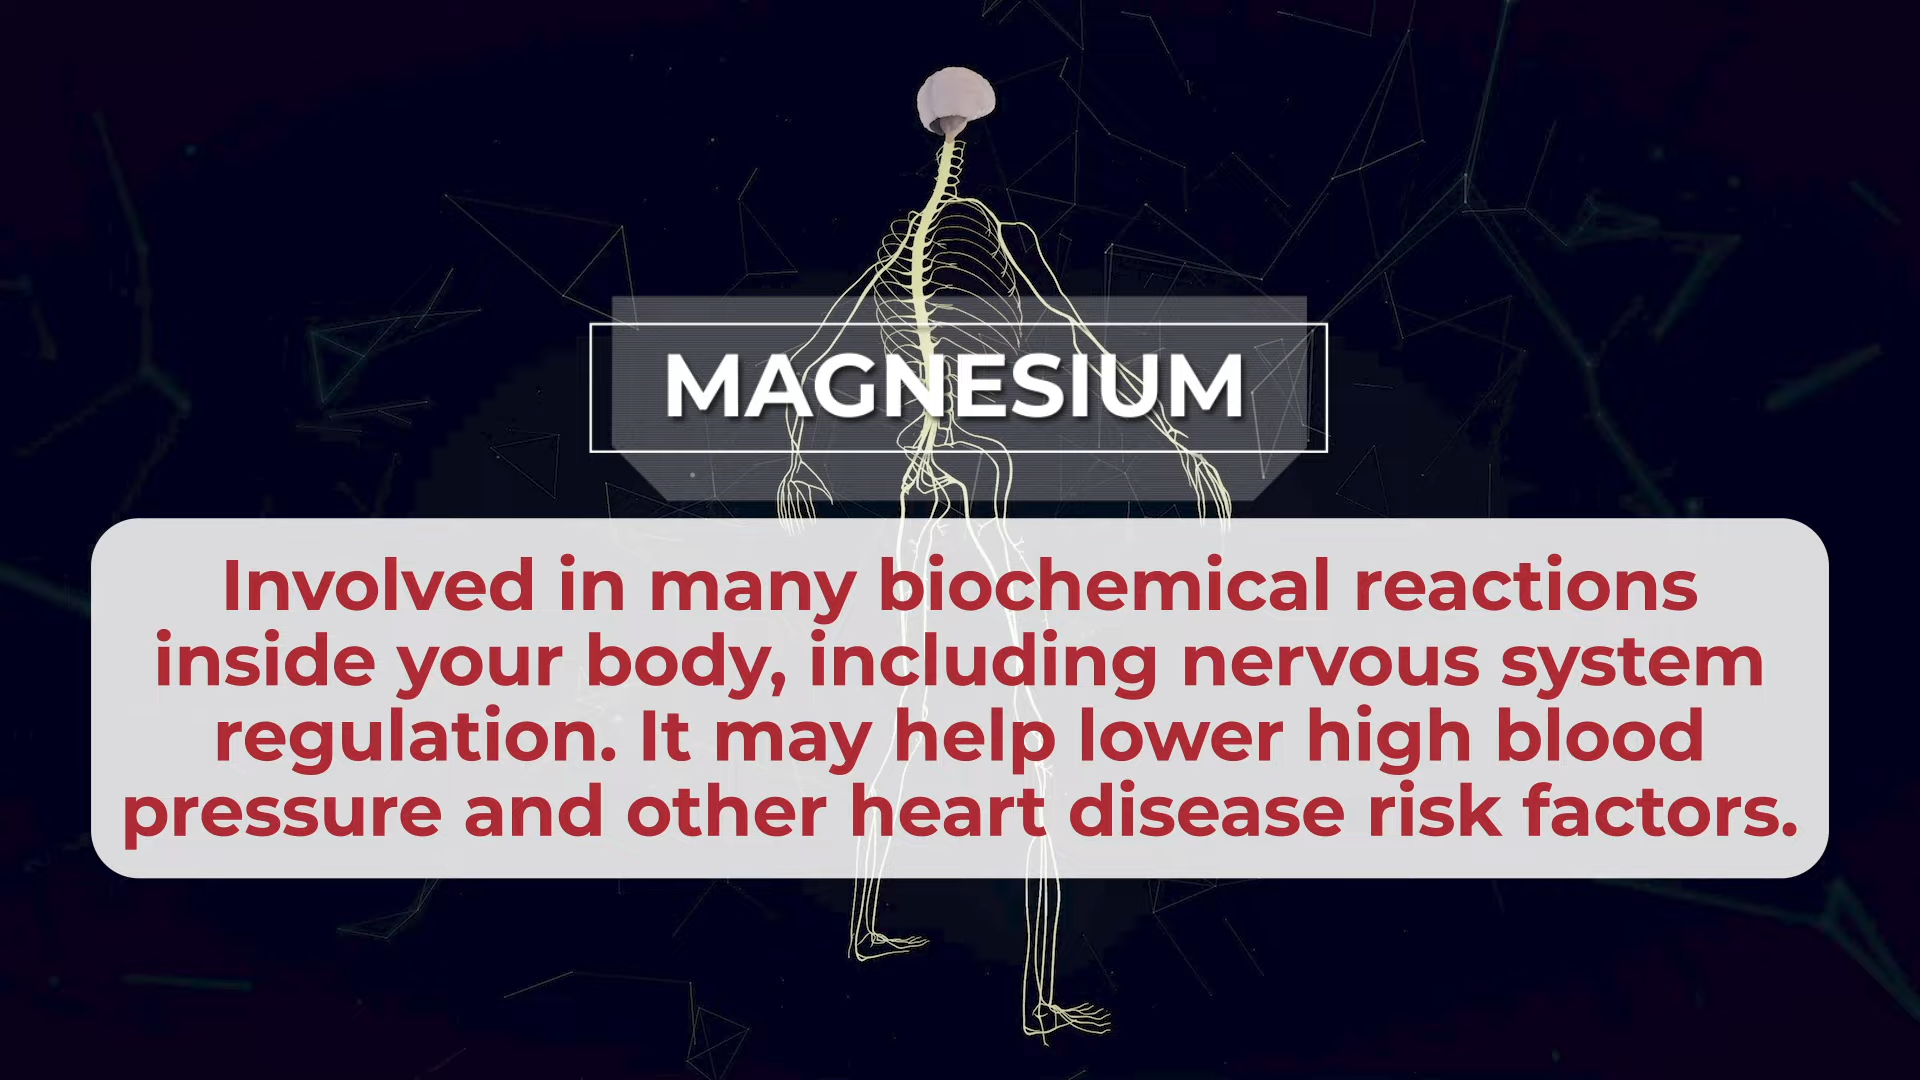 MAGNESIUM
Involved in many biochemical reactions
inside your body, including nervous system
regulation. It may help lower high blood
pressure and other heart disease risk factors.